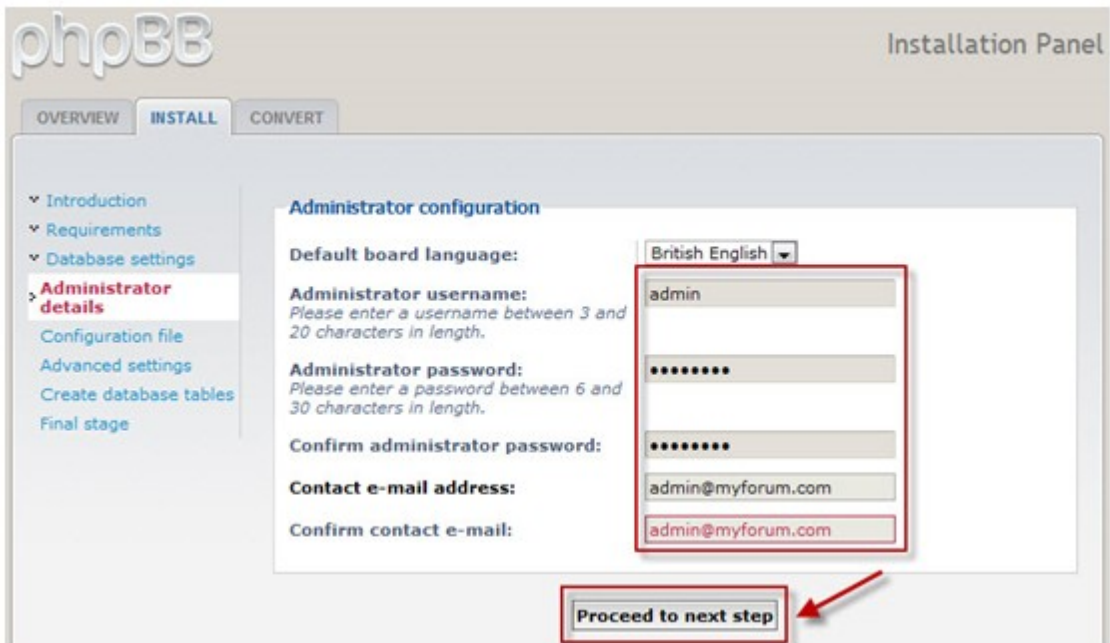 phpBB
Installation Panel
OVERVIEW INSTALL CONVERT
Introduction
Requirements
Database settings
Administrator
details
Configuration file
Advanced settings
Create database tables
Final stage
Administrator configuration
Default board language: British English
Administrator username: admin
Please enter a username between 3 and
20 characters in length.
Administrator password: ••••••••
Please enter a password between 6 and
30 characters in length.
Confirm administrator password: ••••••••
Contact e-mail address: admin@myforum.com
Confirm contact e-mail: admin@myforum.com
Proceed to next step